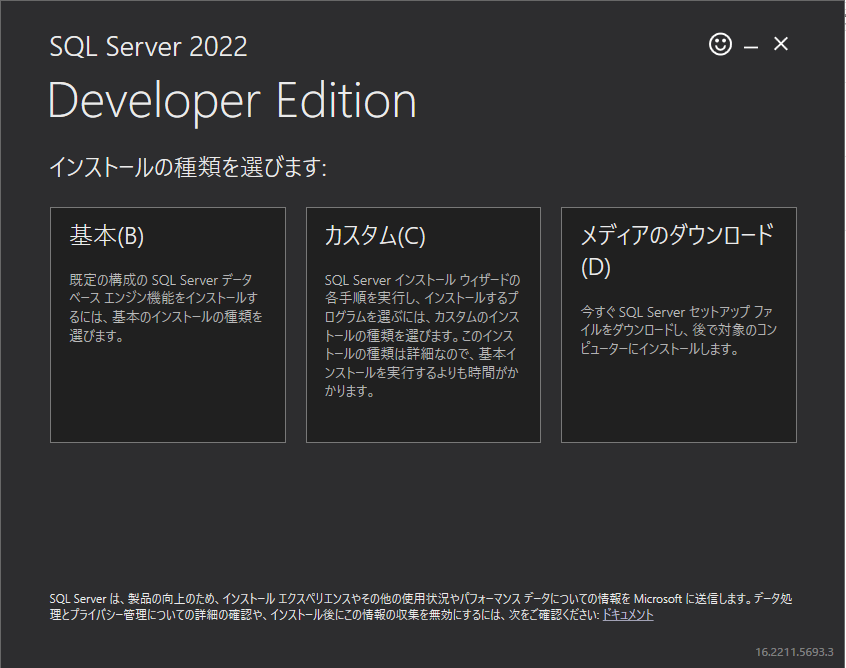 SQL Server 2022
Developer Edition
インストールの種類を選びます:
基本(B)
既定の構成の SQL Server データ
ベース エンジン機能をインストールす
るには、基本のインストールの種類を
選びます。
カスタム(C)
SQL Server インストール ウィザードの
各手順を実行し、インストールするプ
ログラムを選ぶには、カスタムのインス
トールの種類を選びます。このインス
トールの種類は詳細なので、基本イ
ンストールを実行するよりも時間がか
かります。
メディアのダウンロード
(D)
今すぐ SQL Server セットアップ ファ
イルをダウンロードし、後で対象のコン
ピューターにインストールします。
SQL Server は、製品の向上のため、インストール エクスペリエンスやその他の使用状況やパフォーマンス データについての情報を Microsoft に送信します。データ処
理とプライバシー管理についての詳細の確認や、インストール後にこの情報の収集を無効にするには、次をご確認ください: ドキュメント
16.2211.5693.3